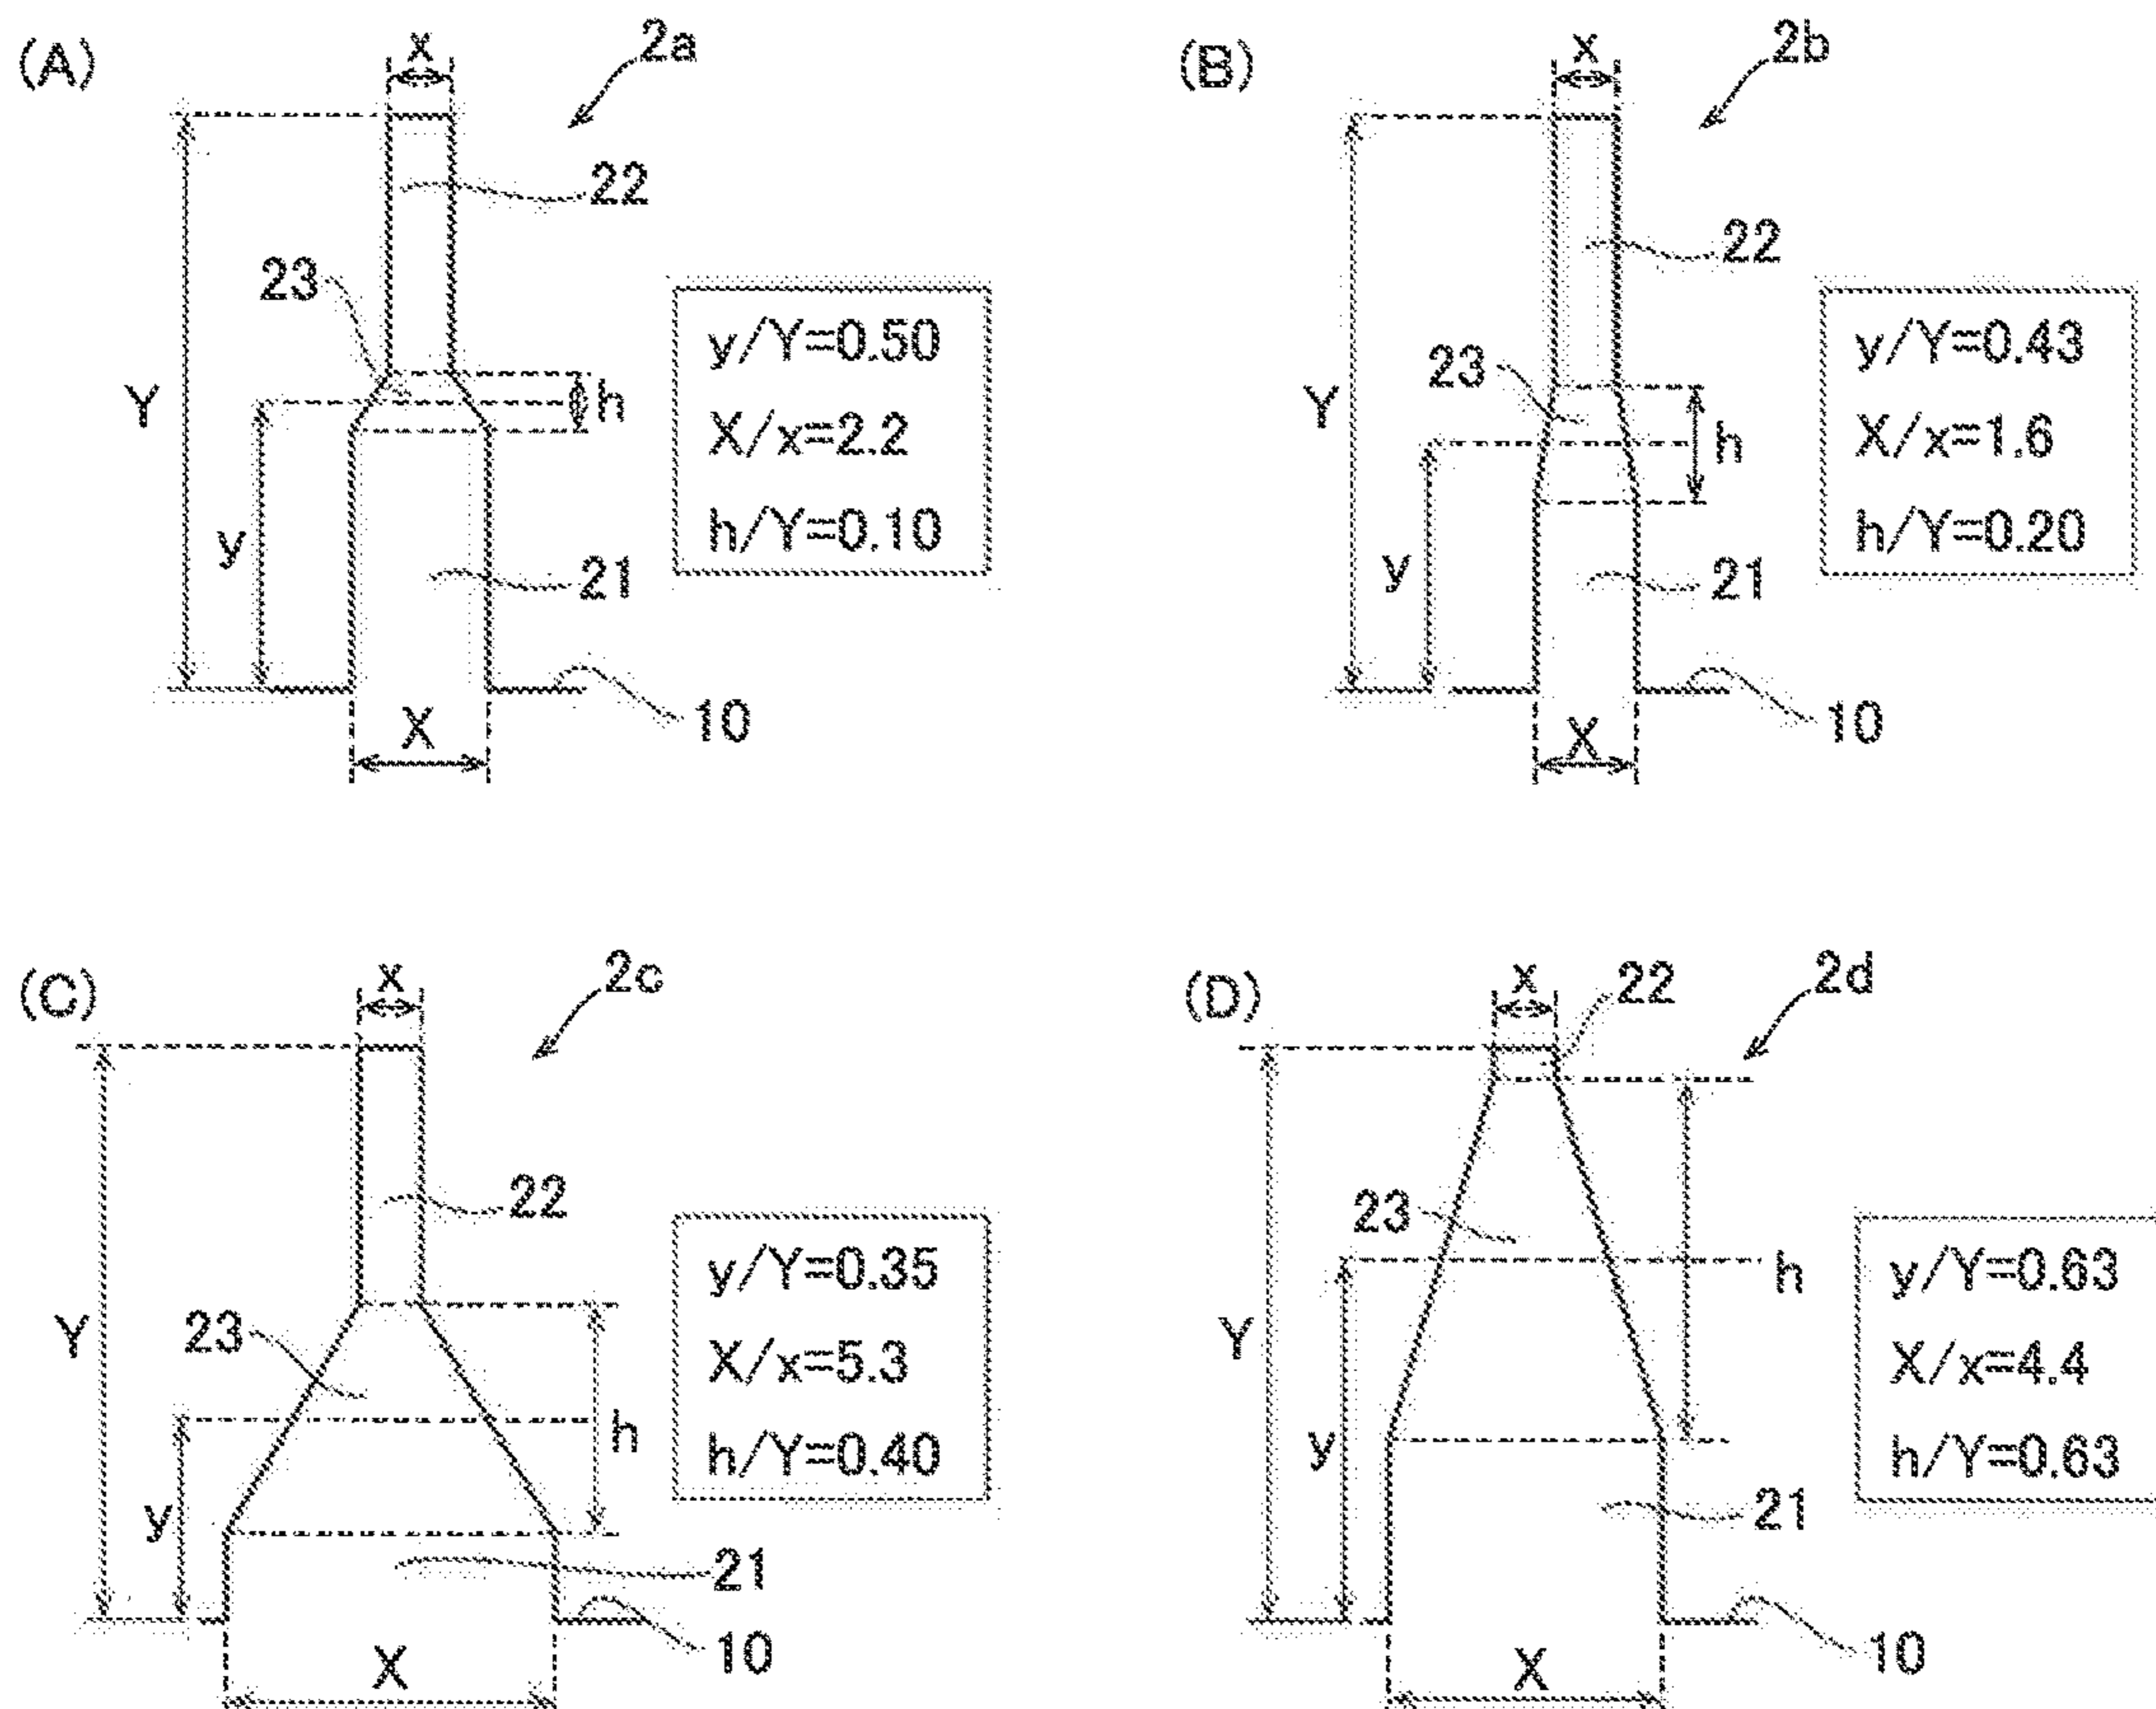 (A)
x
2a
22
23
Y
h
y
21
10
X
y/Y=0.50
X/x=2.2
h/Y=0.10
(B)
x
2b
22
23
Y
h
y
21
10
X
y/Y=0.43
X/x=1.6
h/Y=0.20
(C)
x
2c
22
23
Y
h
y
21
10
X
y/Y=0.35
X/x=5.3
h/Y=0.40
(D)
x
22
2d
23
h
Y
y
21
10
X
y/Y=0.63
X/x=4.4
h/Y=0.63